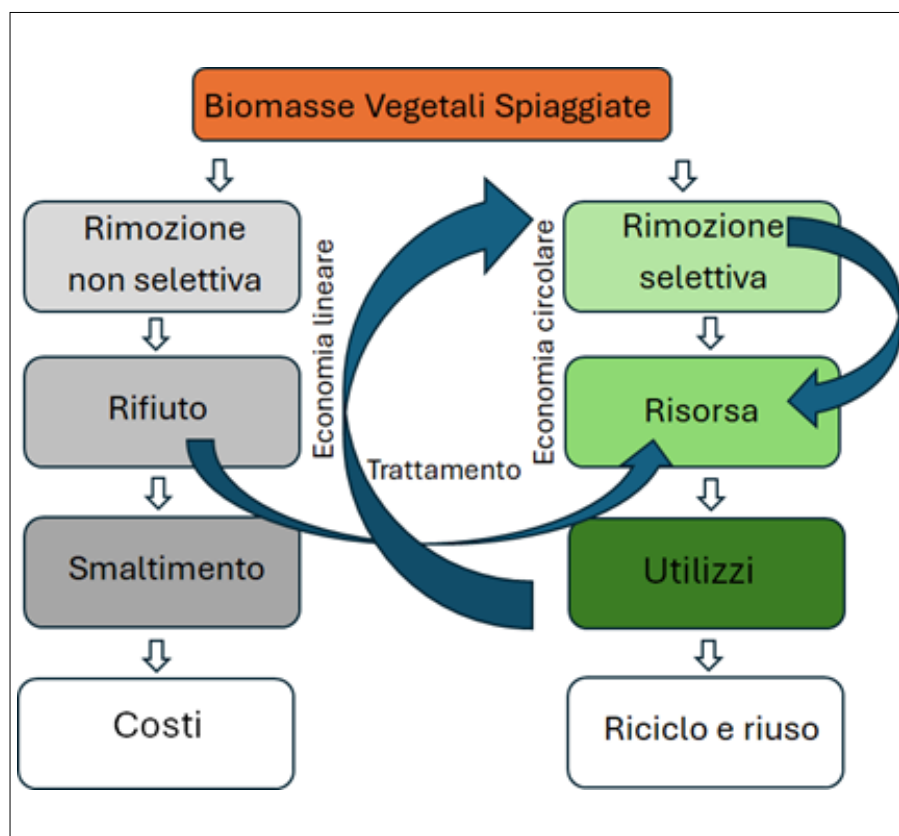 Biomasse Vegetali Spiaggiate
Rimozione
non selettiva
Rifiuto
Smaltimento
Costi
Economia lineare
Trattamento
Economia circolare
Rimozione
selettiva
Risorsa
Utilizzi
Riciclo e riuso